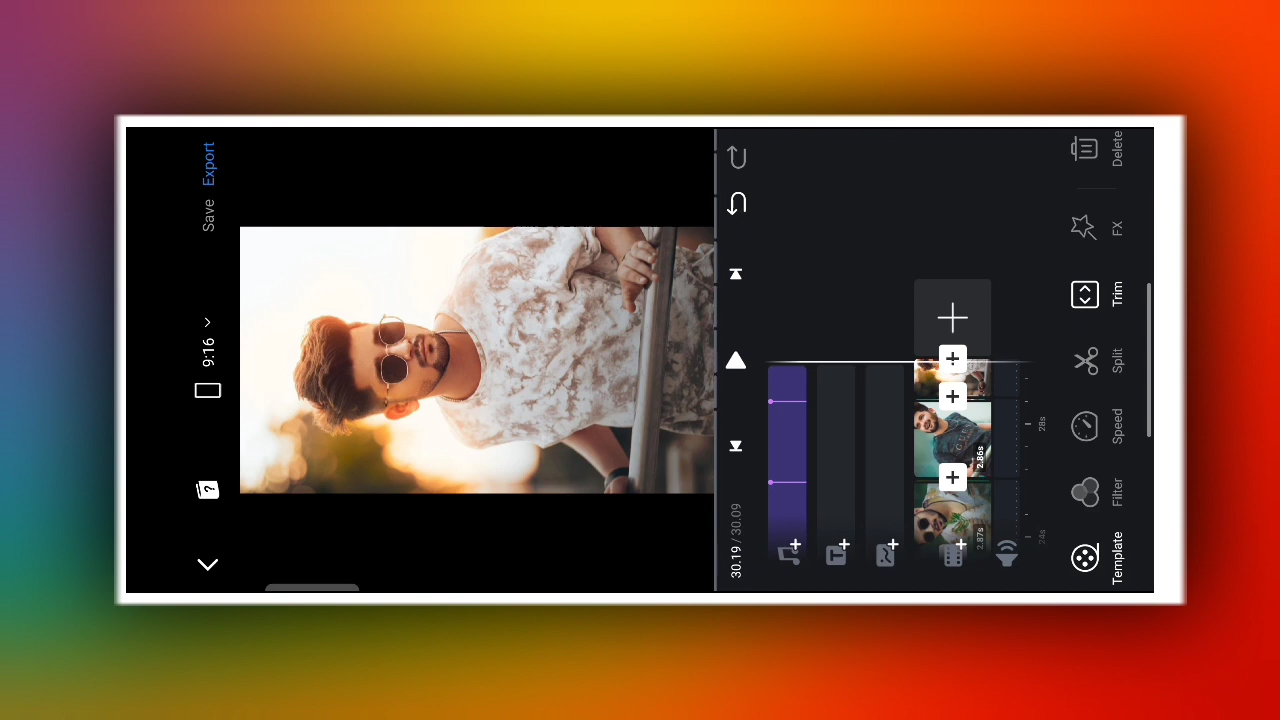 Save
Export
9:16
?
30.19 / 30.09
2.87s
2.86s
24s
28s
Template
Filter
Speed
Split
Trim
FX
Delete